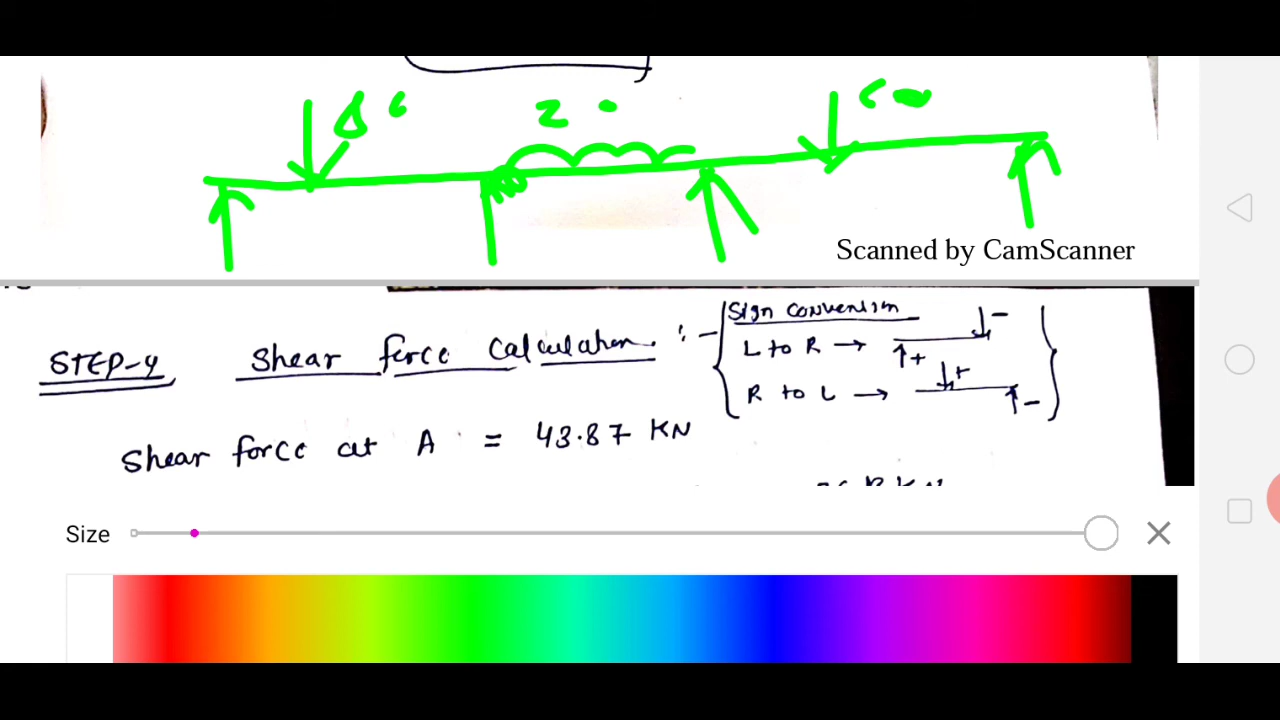 Scanned by CamScanner
STEP-4 Shear force Calculation :-
Sign convention
L to R → +  -
R to L → +  -
Shear force at A = 43.87 KN
Size